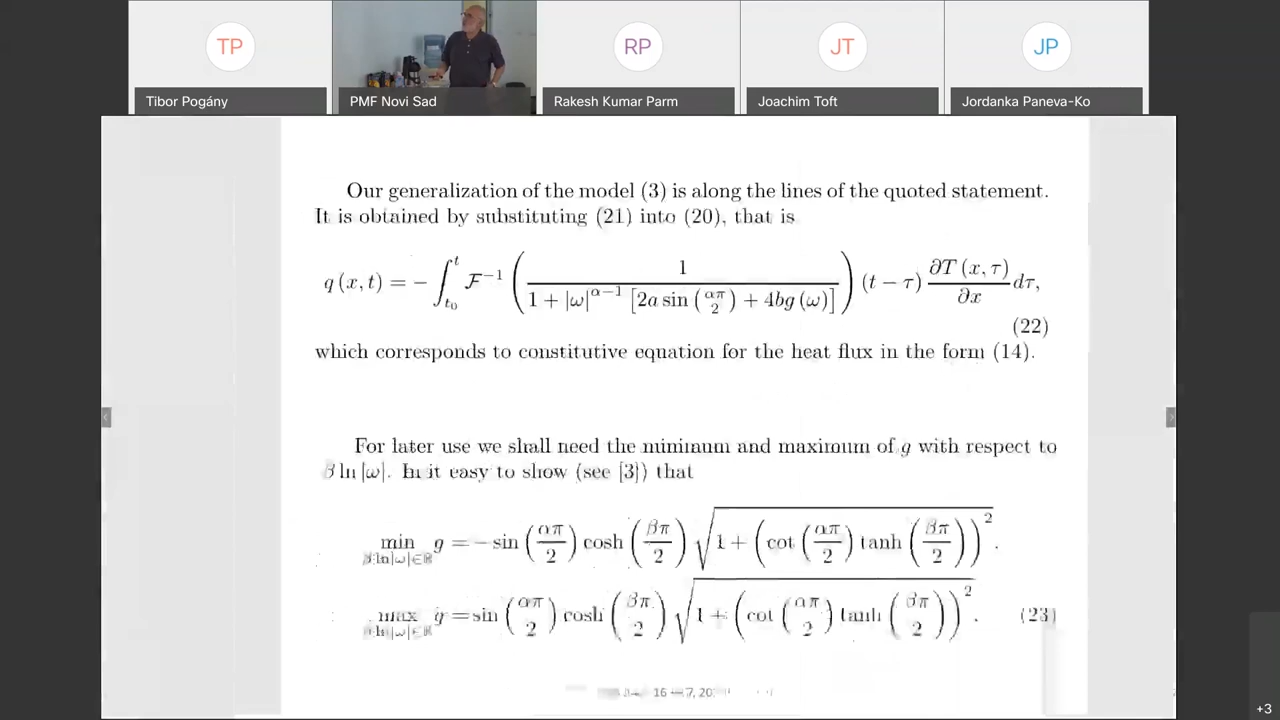 TP
RP
JT
JP
Tibor Pogány
PMF Novi Sad
Rakesh Kumar Parm
Joachim Toft
Jordanka Paneva-Ko
Our generalization of the model (3) is along the lines of the quoted statement.
It is obtained by substituting (21) into (20), that is
q (x, t) = − ∫_{t₀}^{t} ℱ⁻¹ ( 1 / ( 1 + |ω|^{α−1} [2a sin (απ/2) + 4bg (ω)] ) ) (t − τ) ∂T (x, τ)/∂x dτ,
(22)
which corresponds to constitutive equation for the heat flux in the form (14).
For later use we shall need the minimum and maximum of g with respect to
β ln |ω|. In it easy to show (see [3]) that
min_{β ln|ω|∈ℝ} g = − sin (απ/2) cosh (βπ/2) √(1 + (cot (απ/2) tanh (βπ/2))²).
max_{β ln|ω|∈ℝ} g = sin (απ/2) cosh (βπ/2) √(1 + (cot (απ/2) tanh (βπ/2))²). (23)
+3